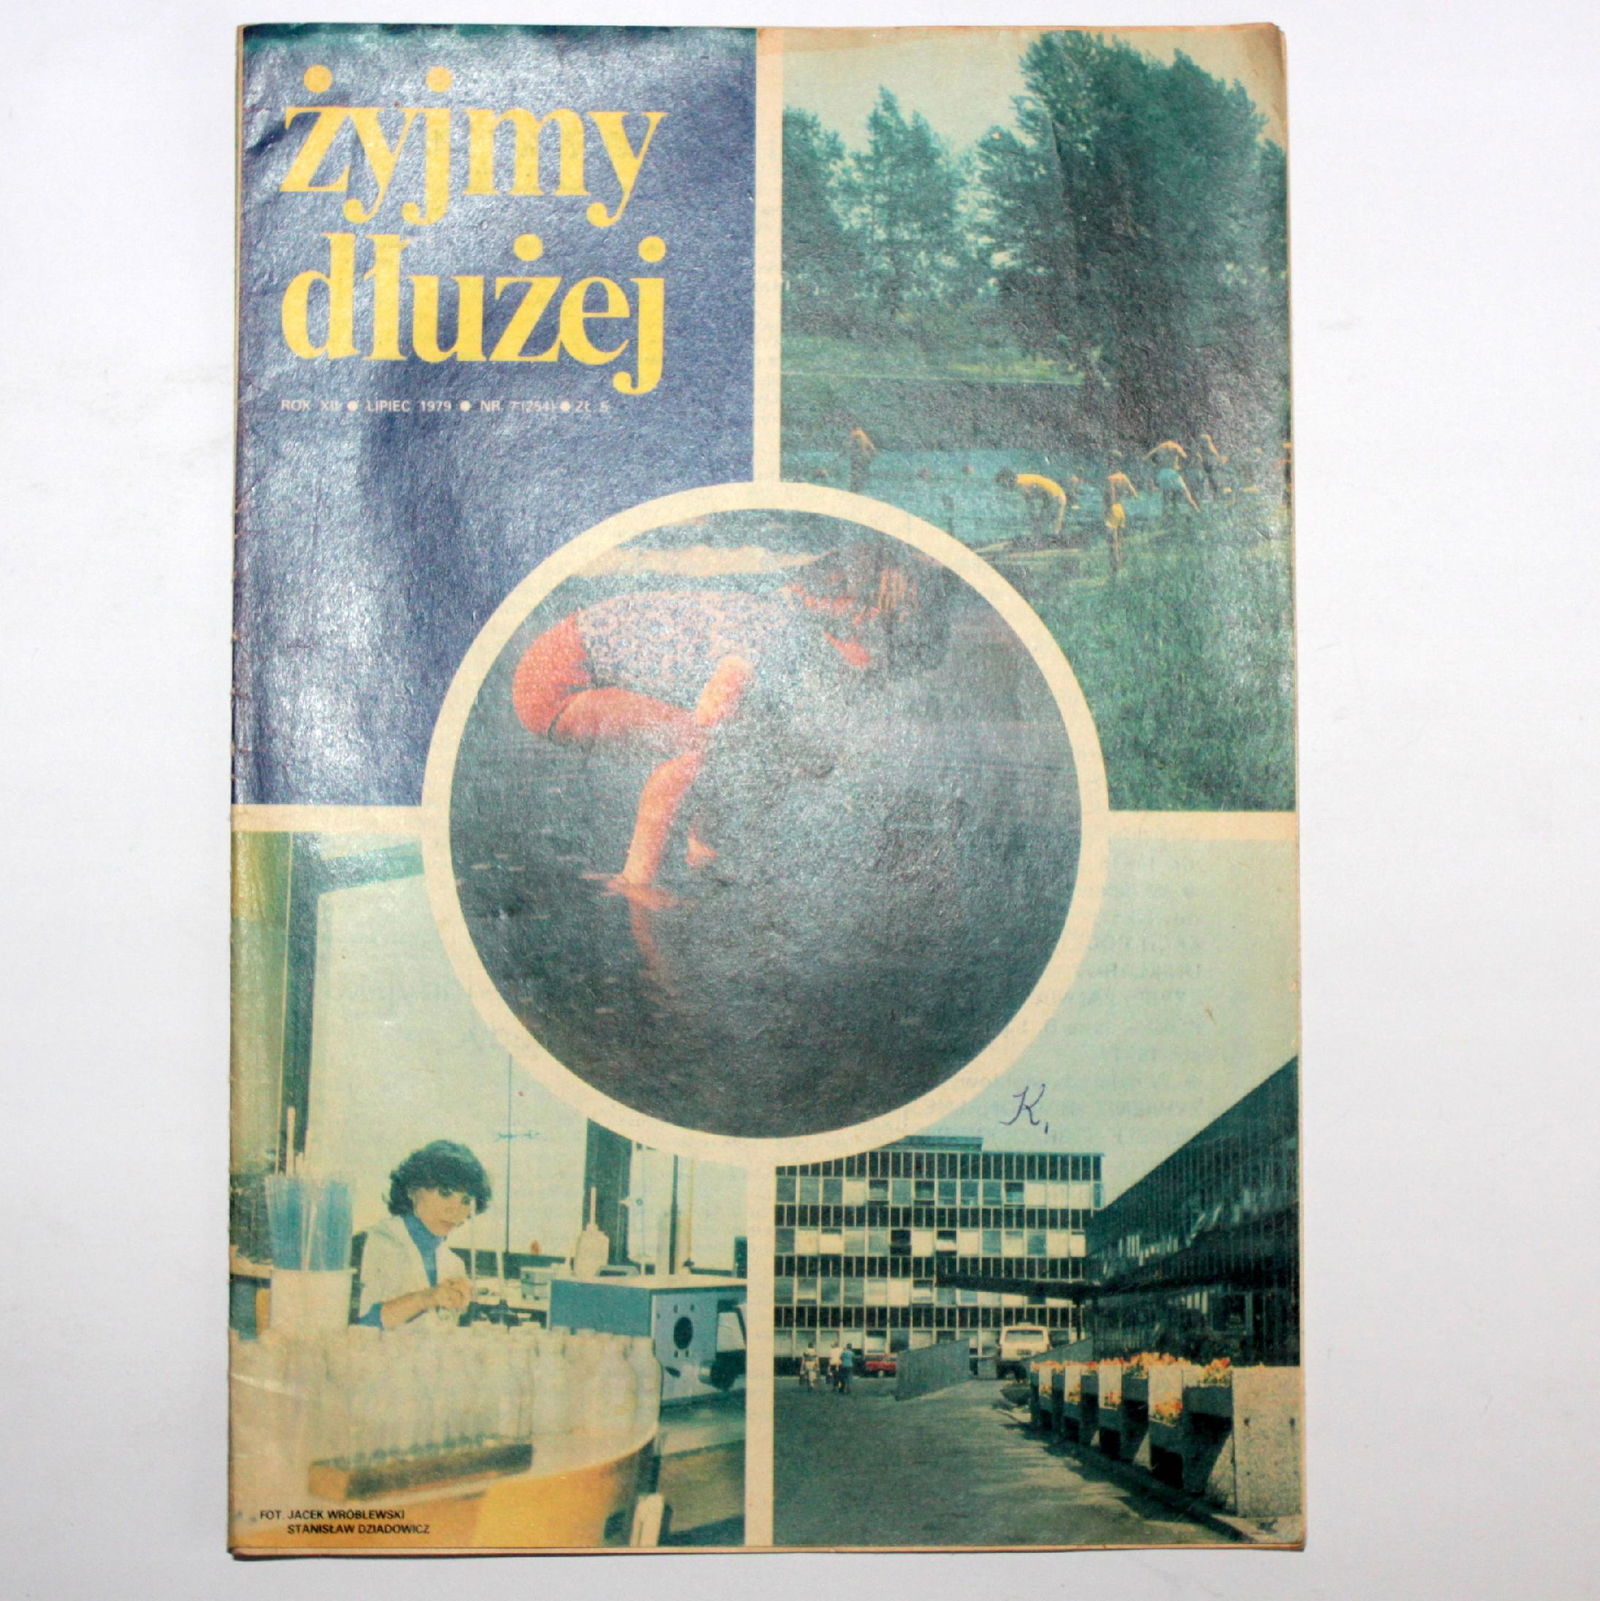 żyjmy
dłużej
ROK XII ● LIPIEC 1979 ● NR 7 (254) ● ZŁ 5
K,
FOT. JACEK WRÓBLEWSKI
STANISŁAW DZIADOWICZ